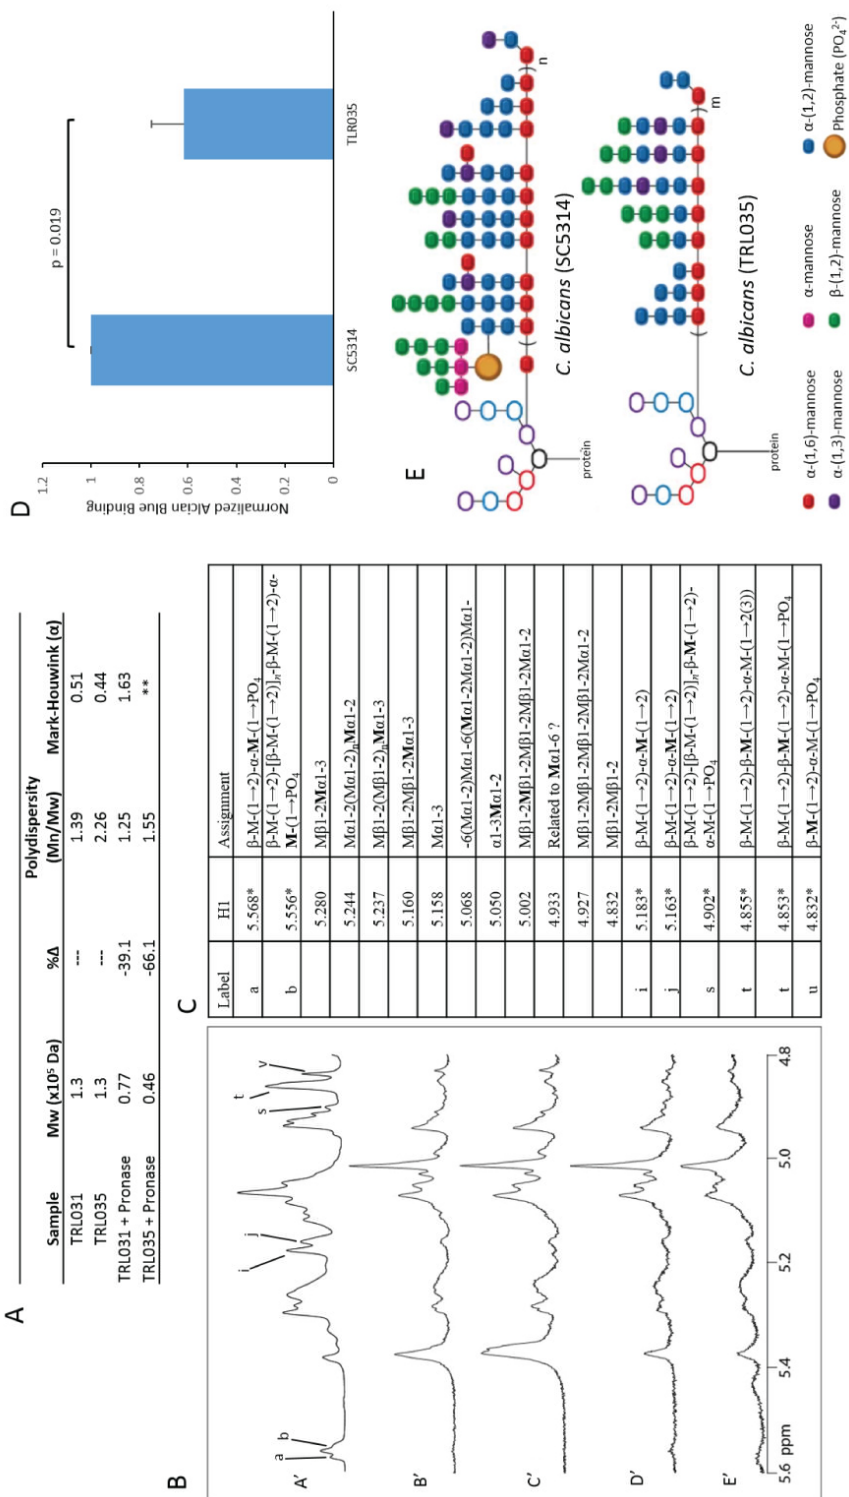 A
Polydispersity
Sample Mw (x10⁵ Da) %Δ (Mn/Mw) Mark-Houwink (α)
TRL031 1.3 --- 1.39 0.51
TRL035 1.3 --- 2.26 0.44
TRL031 + Pronase 0.77 -39.1 1.25 1.63
TRL035 + Pronase 0.46 -66.1 1.55 **
B
A′
a
b
i
j
s
t
v
B′
C′
D′
E′
5.6 ppm 5.4 5.2 5.0 4.8
C
Label H1 Assignment
a 5.568* β-M-(1→2)-α-M-(1→PO₄
β-M-(1→2)-[β-M-(1→2)]ₙ-β-M-(1→2)-α-
b 5.556* M-(1→PO₄
5.280 Mβ1-2Mα1-3
5.244 Mα1-2(Mα1-2)ₙMα1-2
5.237 Mβ1-2(Mβ1-2)ₙMα1-3
5.160 Mβ1-2Mβ1-2Mα1-3
5.158 Mα1-3
5.068 -6(Mα1-2)Mα1-6(Mα1-2Mα1-2)Mα1-
5.050 α1-3Mα1-2
5.002 Mβ1-2Mβ1-2Mβ1-2Mβ1-2Mα1-2
4.933 Related to Mα1-6 ?
4.927 Mβ1-2Mβ1-2Mβ1-2Mα1-2
4.832 Mβ1-2Mβ1-2
i 5.183* β-M-(1→2)-α-M-(1→2)
j 5.163* β-M-(1→2)-α-M-(1→2)
β-M-(1→2)-[β-M-(1→2)]ₙ-β-M-(1→2)-
s 4.902* α-M-(1→PO₄
t 4.855* β-M-(1→2)-β-M-(1→2)-α-M-(1→2(3))
t 4.853* β-M-(1→2)-β-M-(1→2)-α-M-(1→PO₄
u 4.832* β-M-(1→2)-α-M-(1→PO₄
D
Normalized Alcian Blue Binding
1.2
1
0.8
0.6
0.4
0.2
0
p = 0.019
SC5314 TLR035
E
protein
n
C. albicans (SC5314)
protein
m
C. albicans (TRL035)
α-(1,6)-mannose α-mannose α-(1,2)-mannose
α-(1,3)-mannose β-(1,2)-mannose Phosphate (PO₄²⁻)